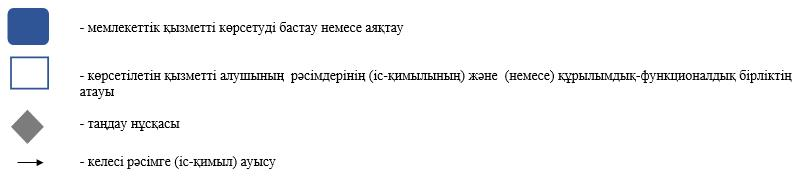 - мемлекеттік қызметті көрсетуді бастау немесе аяқтау
- көрсетілетін қызметті алушының рәсімдерінің (іс-қимылының) және (немесе) құрылымдық-функционалдық бірліктің
атауы
- таңдау нұсқасы
- келесі рәсімге (іс-қимыл) ауысу